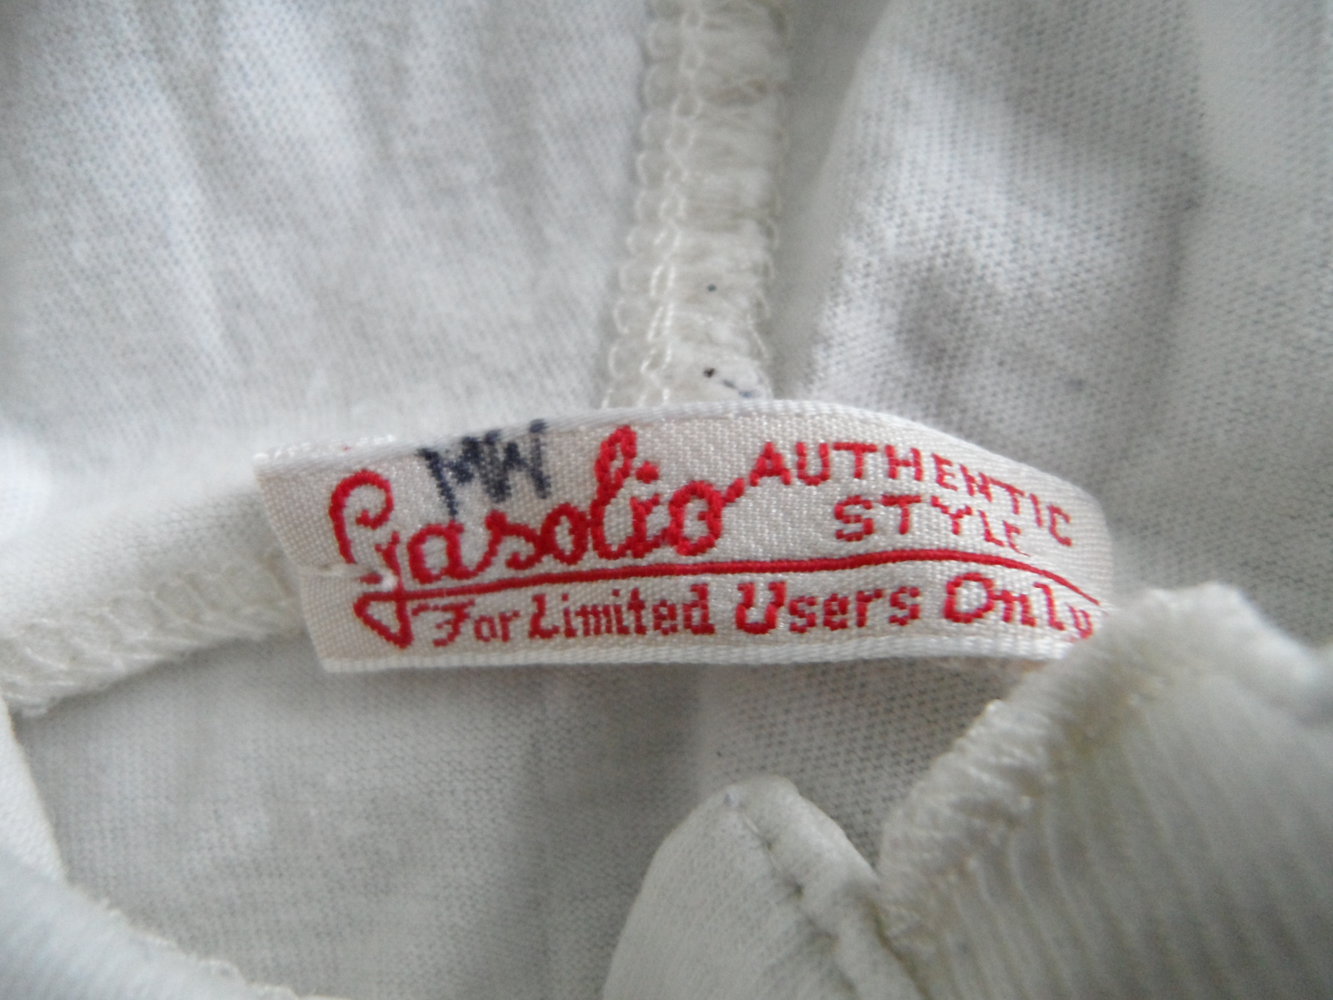 MW
Gasolio AUTHENTIC
STYLE
For Limited Users Only